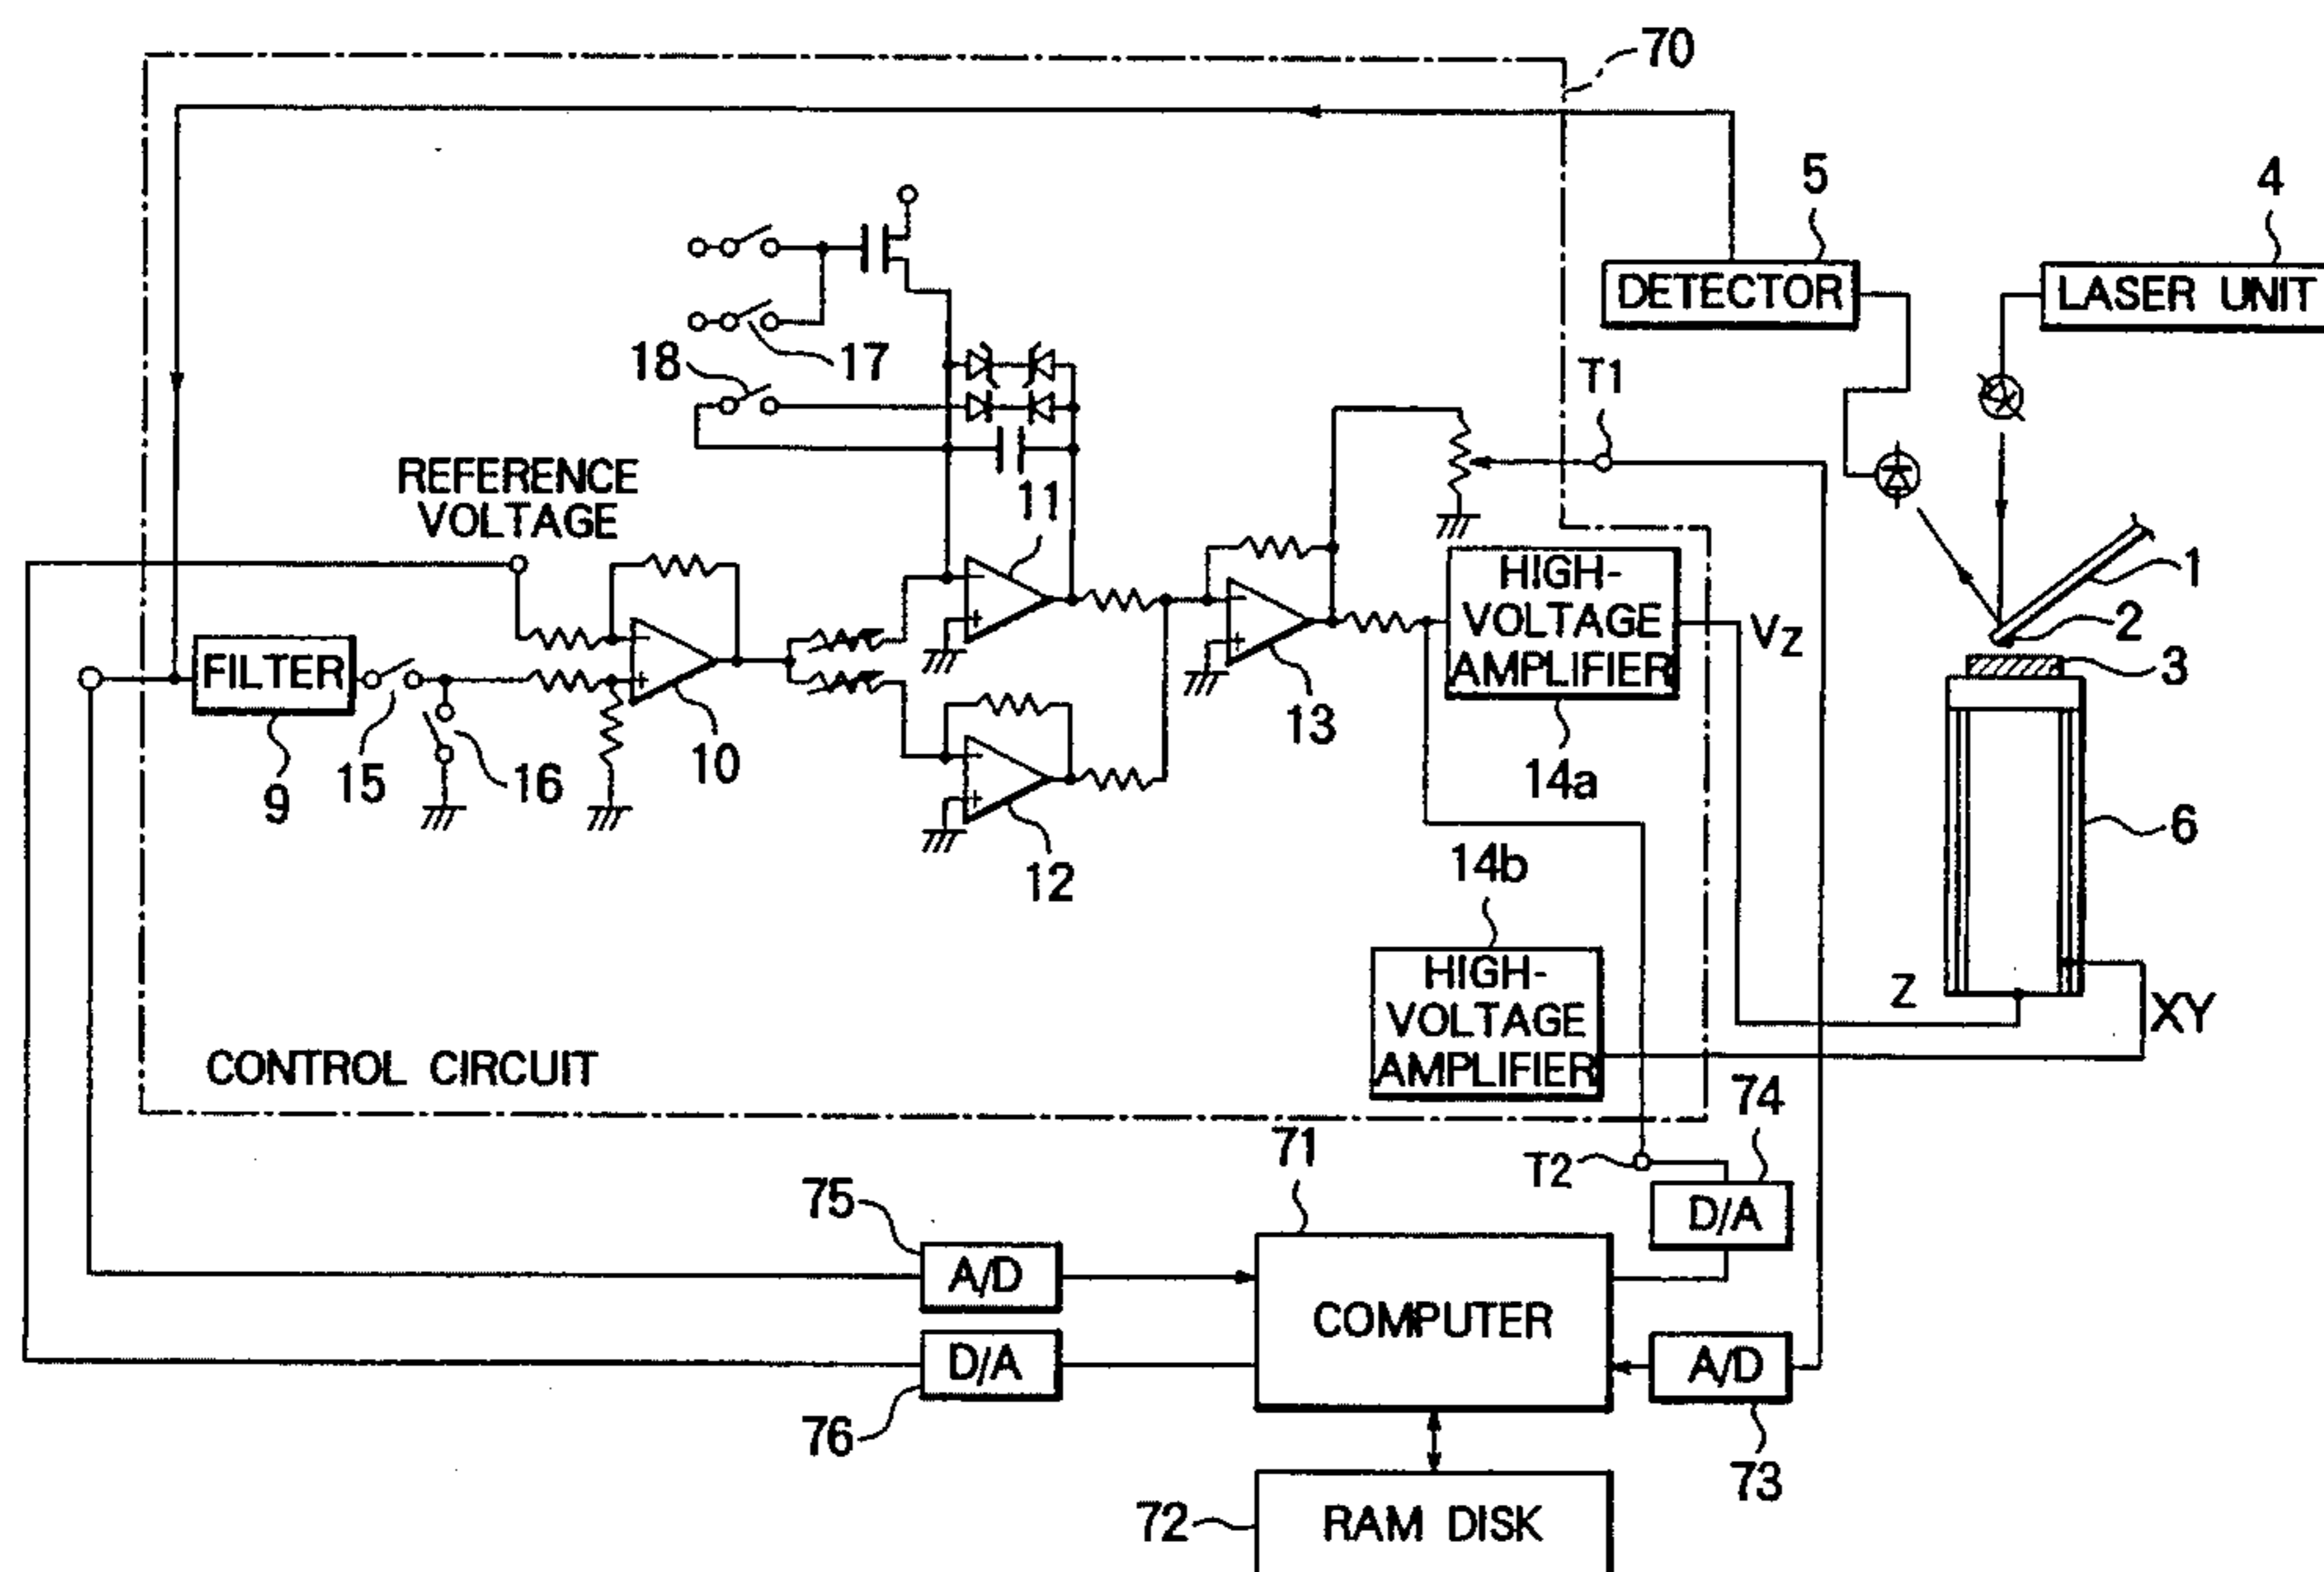 70
5
4
DETECTOR
LASER UNIT
17
18
T1
REFERENCE
VOLTAGE
11
HIGH-
VOLTAGE
AMPLIFIER
VZ
1
2
3
FILTER
9
15
16
10
13
14a
12
14b
6
HIGH-
VOLTAGE
AMPLIFIER
Z
XY
CONTROL CIRCUIT
74
71
T2
75
D/A
A/D
COMPUTER
D/A
A/D
76
73
72
RAM DISK